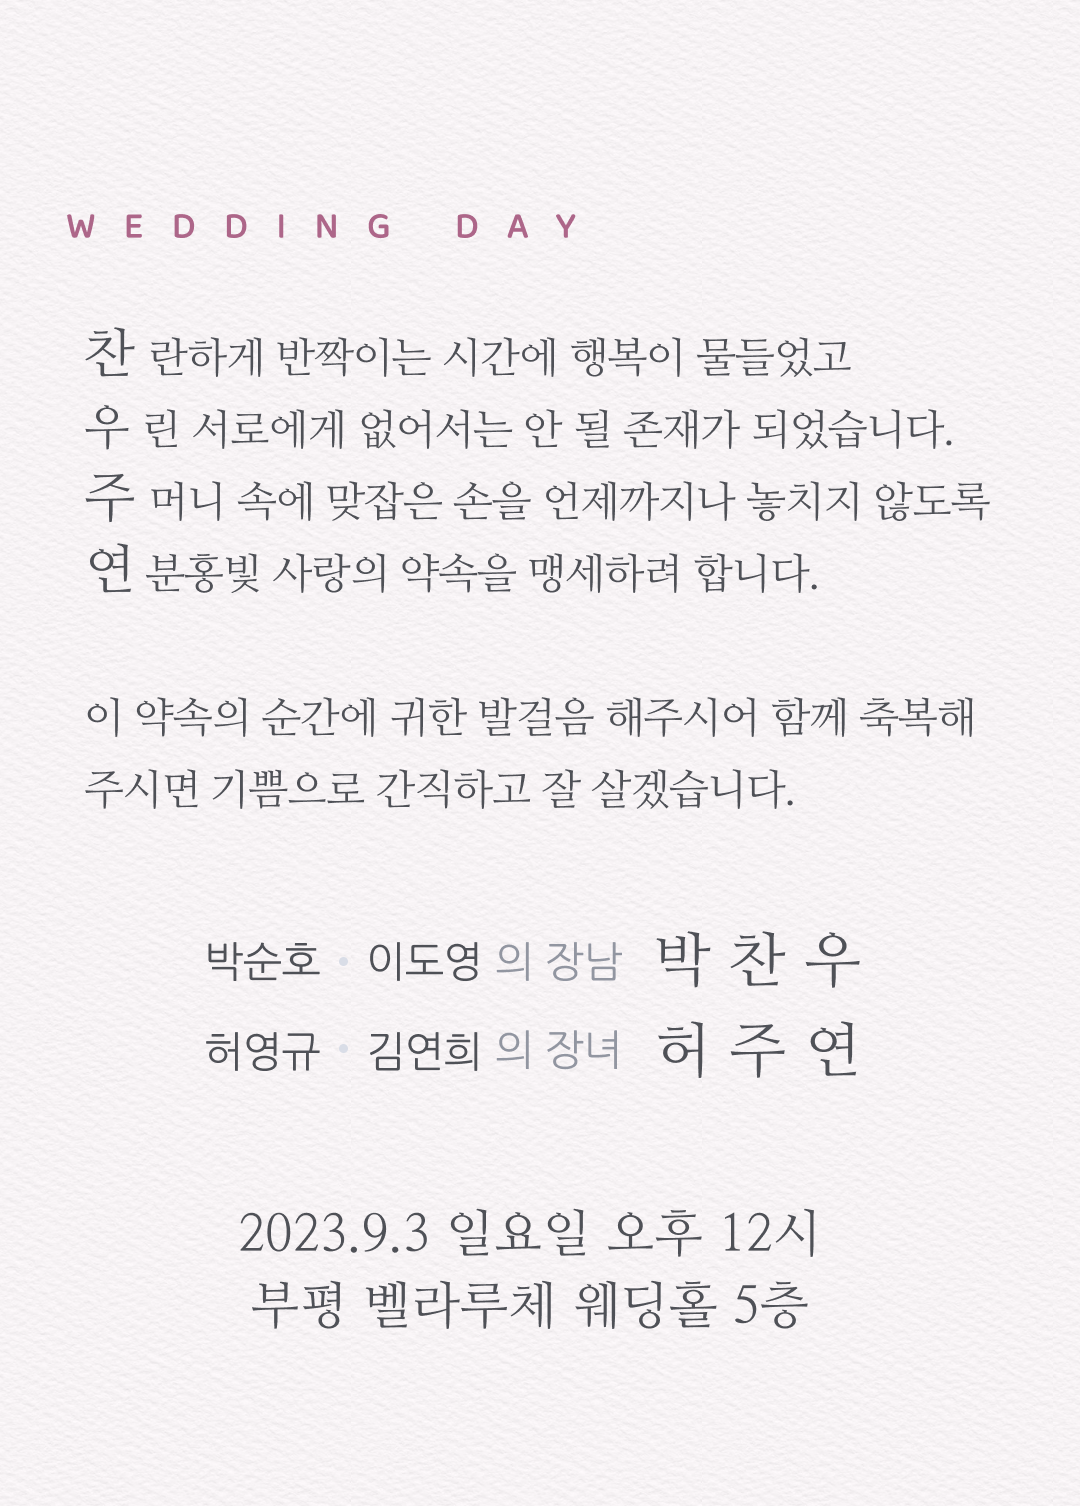 WEDDING DAY
찬 란하게 반짝이는 시간에 행복이 물들었고
우 린 서로에게 없어서는 안 될 존재가 되었습니다.
주 머니 속에 맞잡은 손을 언제까지나 놓치지 않도록
연 분홍빛 사랑의 약속을 맹세하려 합니다.
이 약속의 순간에 귀한 발걸음 해주시어 함께 축복해
주시면 기쁨으로 간직하고 잘 살겠습니다.
박순호 • 이도영 의 장남 박 찬 우
허영규 • 김연희 의 장녀 허 주 연
2023.9.3 일요일 오후 12시
부평 벨라루체 웨딩홀 5층